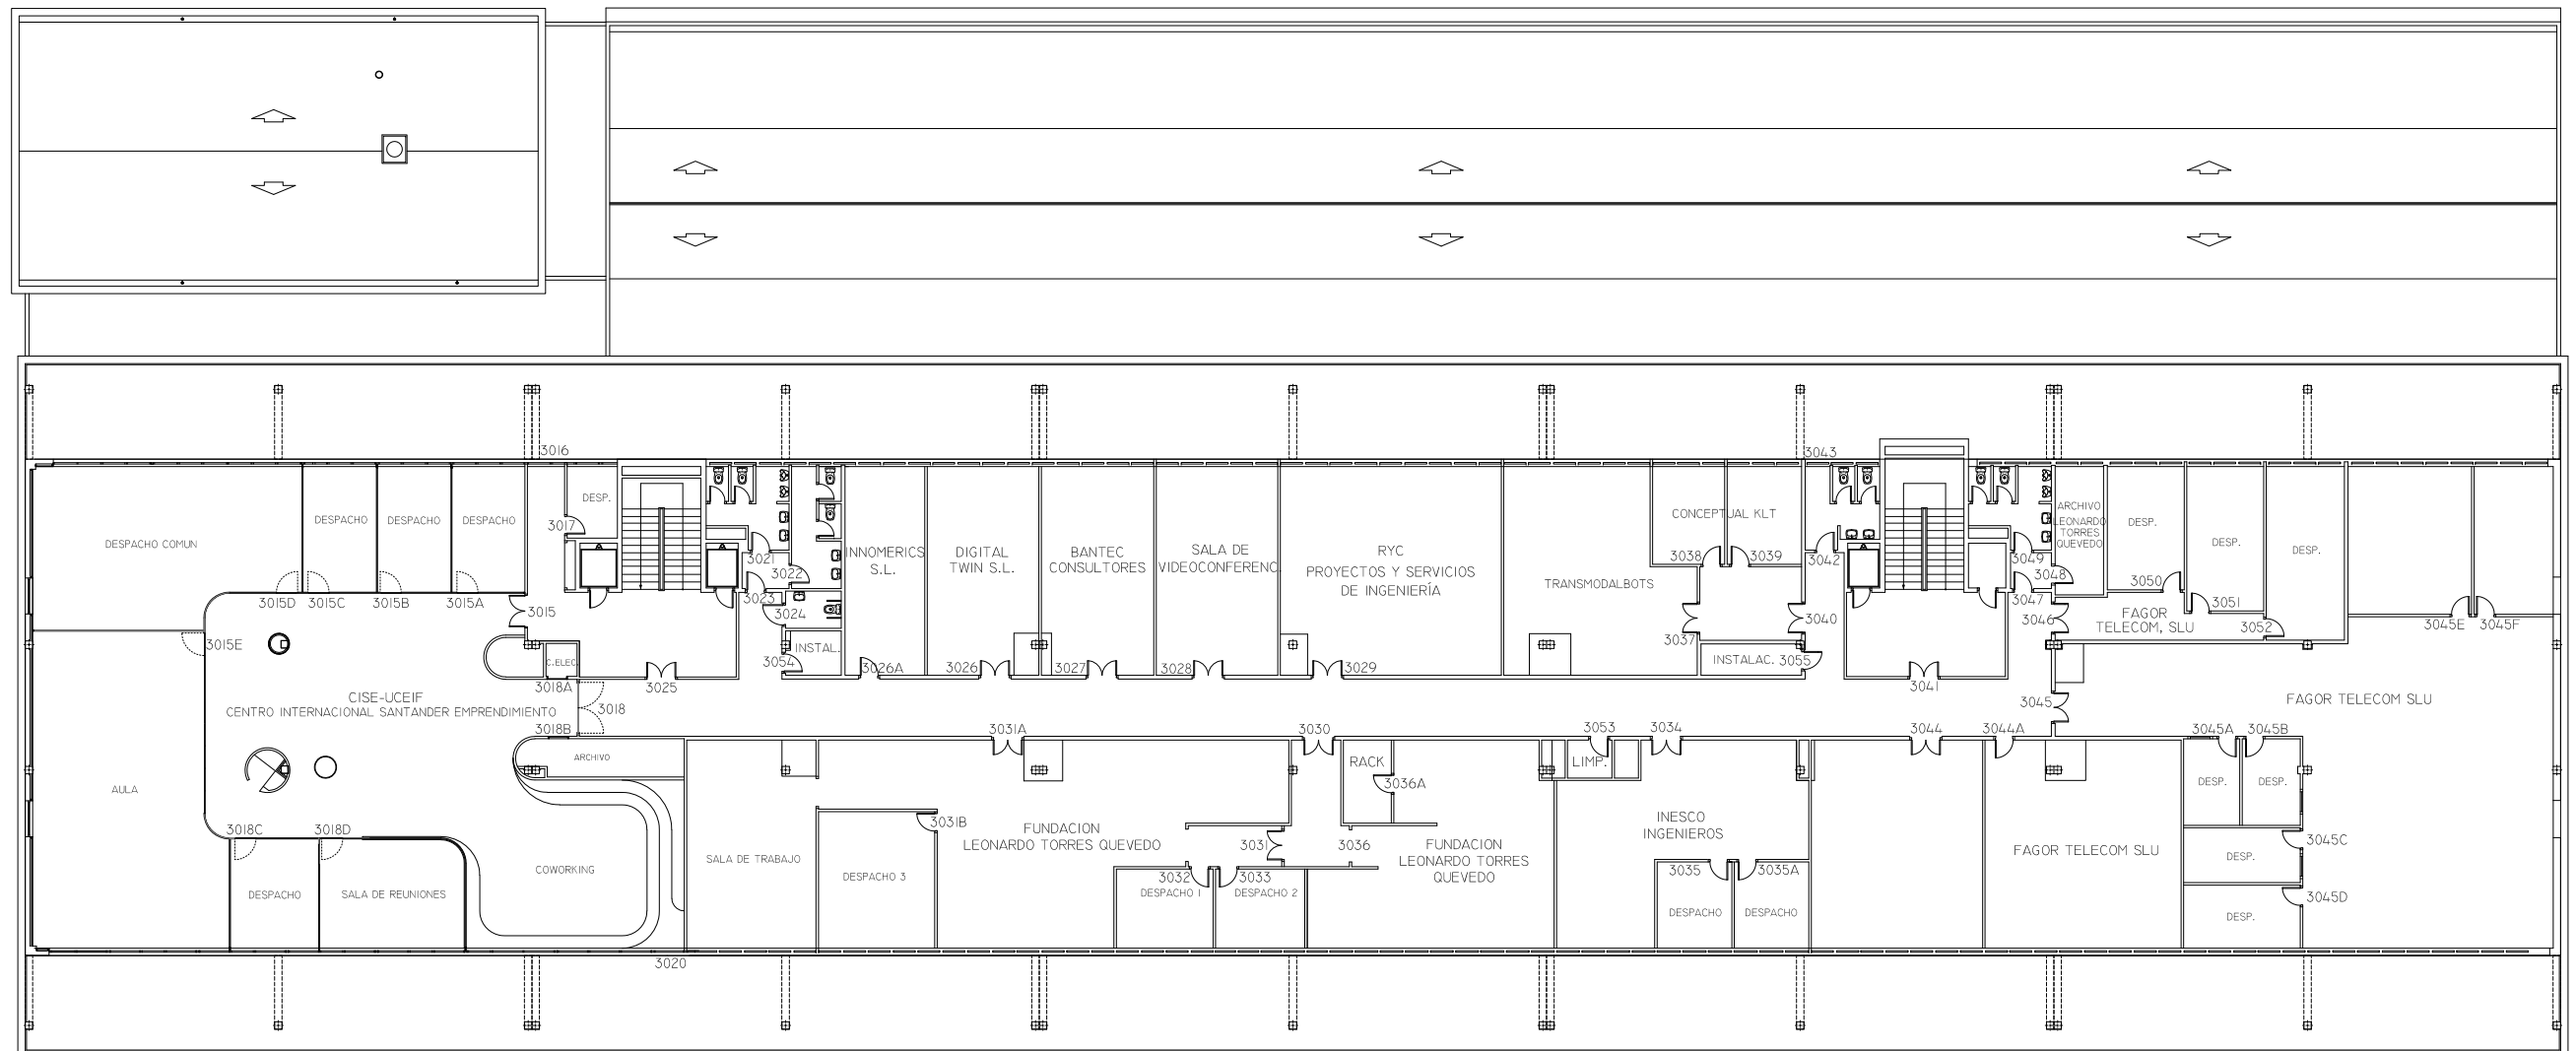 3016
3043
DESP.
3017
DESPACHO
DESPACHO
DESPACHO
DESPACHO COMUN
3015D
3015C
3015B
3015A
3015
3015E
3021
3022
3023
3024
INSTAL.
3054
INNOMERICS
S.L.
3026A
DIGITAL
TWIN S.L.
3026
BANTEC
CONSULTORES
3027
SALA DE
VIDEOCONFERENC.
3028
RYC
PROYECTOS Y SERVICIOS
DE INGENIERÍA
3029
TRANSMODALBOTS
CONCEPTUAL KLT
3038
3039
3037
3040
INSTALAC.
3055
3042
3041
3049
3048
3047
3046
ARCHIVO
LEONARDO
TORRES
QUEVEDO
DESP.
3050
DESP.
3051
DESP.
3052
FAGOR
TELECOM, SLU
3045E
3045F
C.ELEC.
3018A
3025
3018
3018B
CISE-UCEIF
CENTRO INTERNACIONAL SANTANDER EMPRENDIMIENTO
3045
FAGOR TELECOM SLU
AULA
ARCHIVO
3018C
3018D
DESPACHO
SALA DE REUNIONES
COWORKING
3020
SALA DE TRABAJO
DESPACHO 3
3031B
3031A
FUNDACION
LEONARDO TORRES QUEVEDO
3030
3031
3032
3033
DESPACHO 1
DESPACHO 2
RACK
3036A
3036
FUNDACION
LEONARDO TORRES
QUEVEDO
3053
LIMP.
3034
INESCO
INGENIEROS
3035
3035A
DESPACHO
DESPACHO
3044
3044A
FAGOR TELECOM SLU
3045A
3045B
DESP.
DESP.
3045C
DESP.
3045D
DESP.